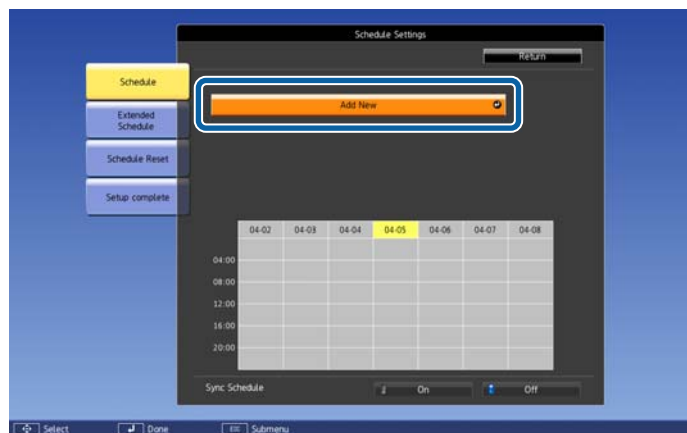 Schedule Settings
Return
Schedule
Add New
Extended
Schedule
Schedule Reset
Setup complete
04-02 04-03 04-04 04-05 04-06 04-07 04-08
04:00
08:00
12:00
16:00
20:00
Sync Schedule On Off
Select Done Esc Submenu